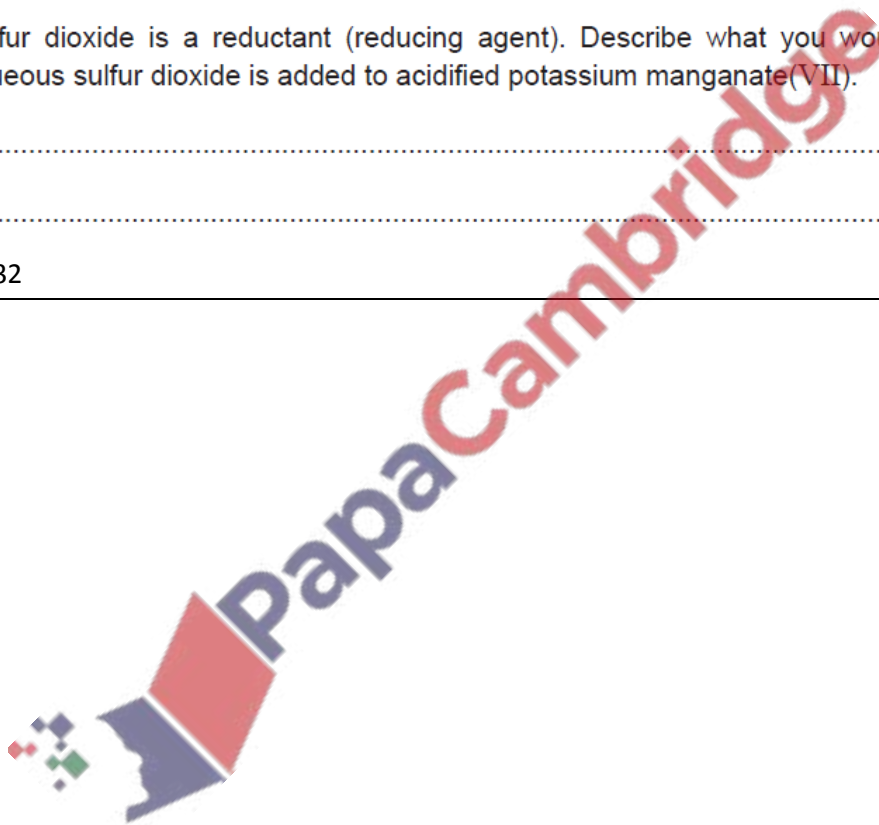 fur dioxide is a reductant (reducing agent). Describe what you wo
eous sulfur dioxide is added to acidified potassium manganate(VII).
........................................................................................................................
........................................................................................................................
32
PapaCambridge